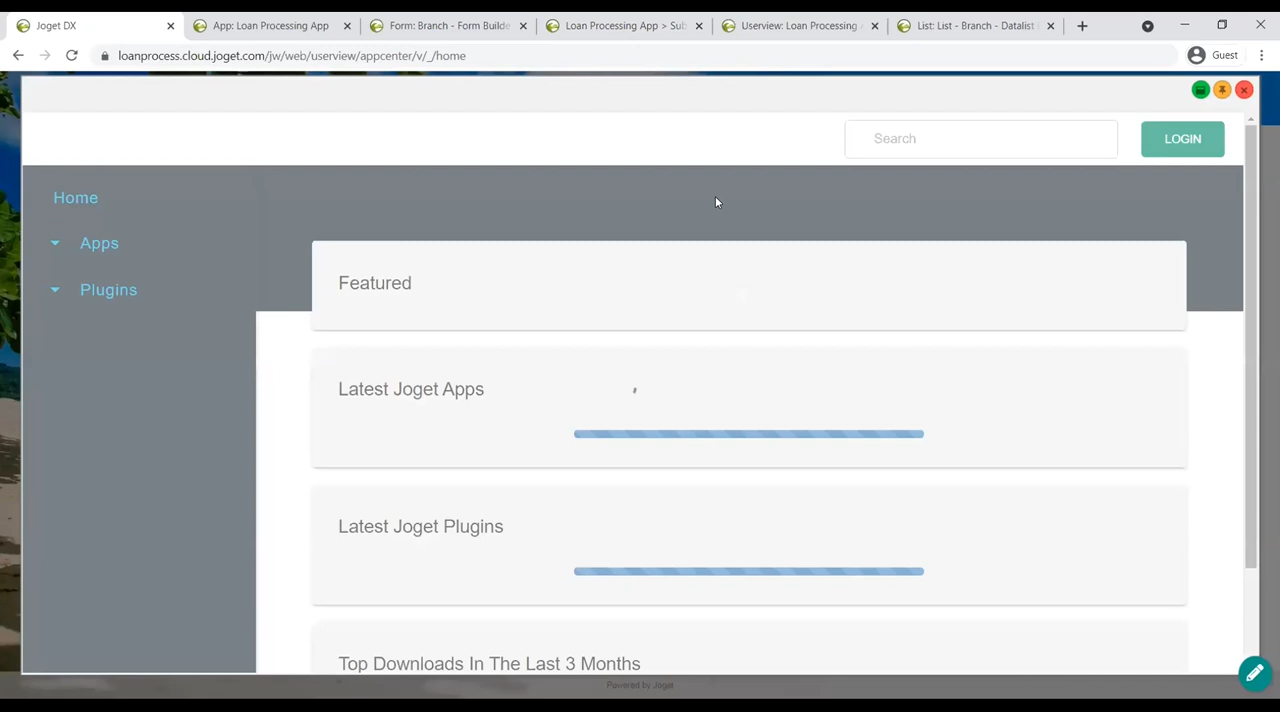 Joget DX
App: Loan Processing App
Form: Branch - Form Builde
Loan Processing App > Sub
Userview: Loan Processing A
List: List - Branch - Datalist
loanprocess.cloud.joget.com/jw/web/userview/appcenter/v/_/home
Guest
Search
LOGIN
Home
Apps
Plugins
Featured
Latest Joget Apps
Latest Joget Plugins
Top Downloads In The Last 3 Months
Powered by Joget